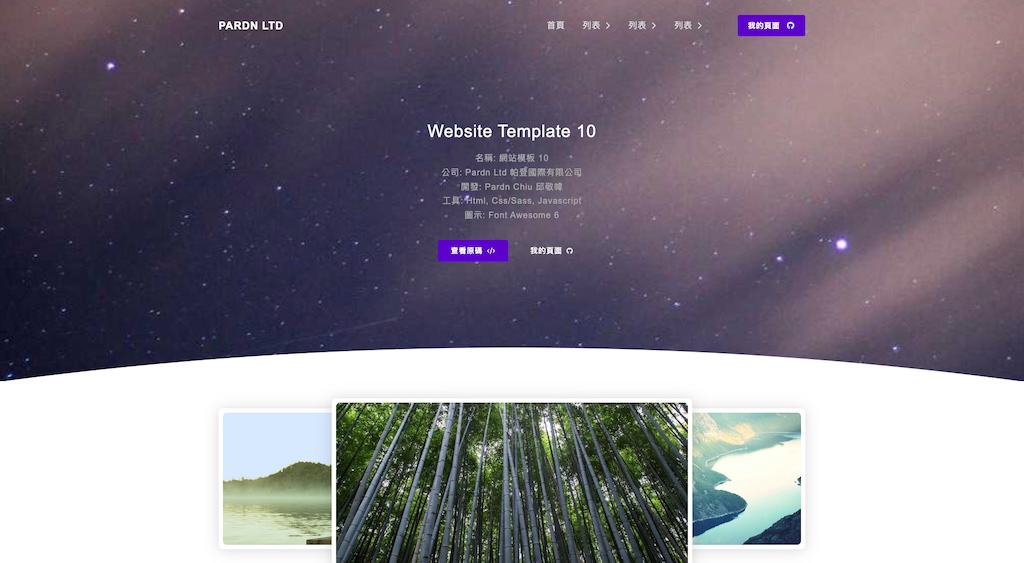 PARDN LTD
首頁 列表 列表 列表 我的頁面
Website Template 10
名稱: 網站模板 10
公司: Pardn Ltd 帕登國際有限公司
開發: Pardn Chiu 邱敬幃
工具: Html, Css/Sass, Javascript
圖示: Font Awesome 6
查看原碼 </> 我的頁面